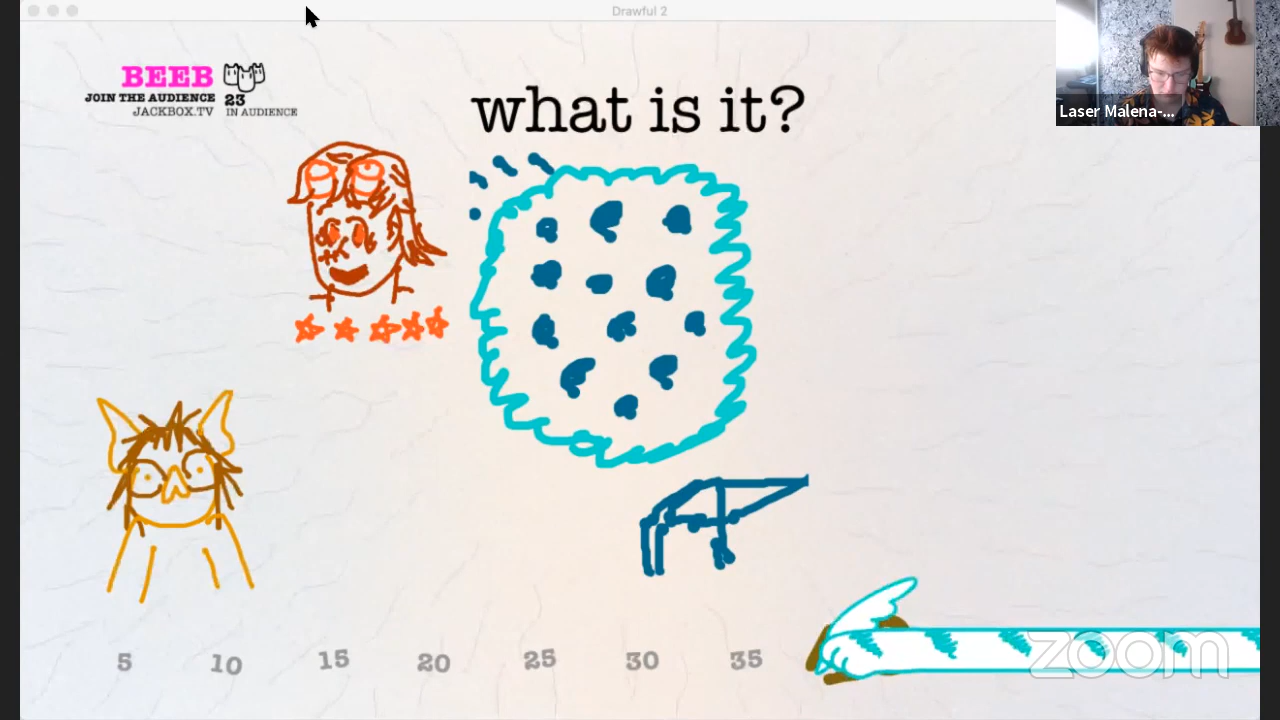 Drawful 2
BEEB
JOIN THE AUDIENCE
JACKBOX.TV
23
IN AUDIENCE
what is it?
Laser Malena-...
5 10 15 20 25 30 35
zoom